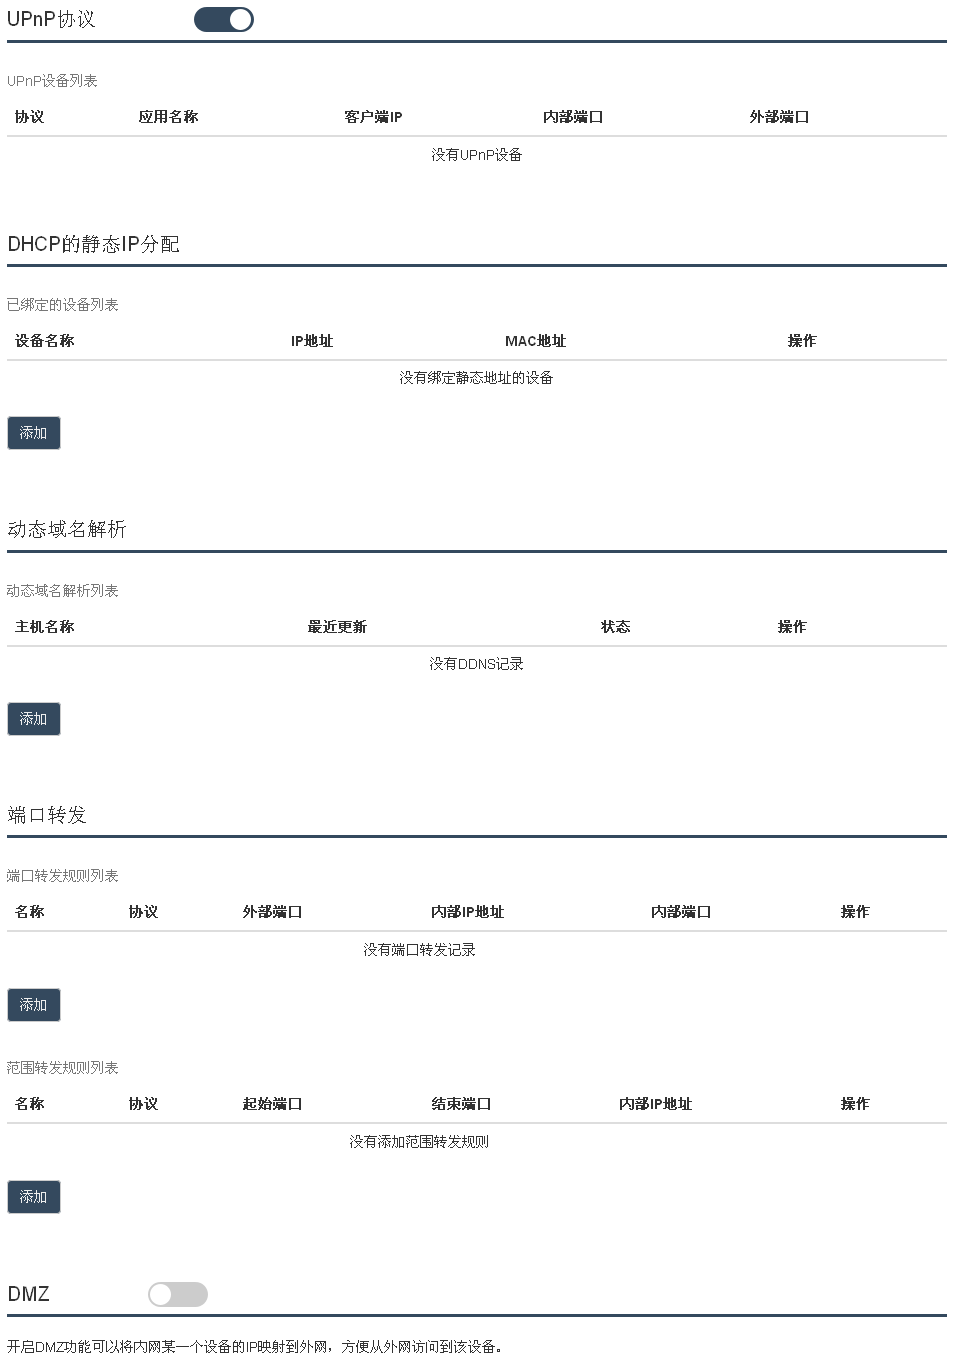 UPnP协议
UPnP设备列表
协议 应用名称 客户端IP 内部端口 外部端口
没有UPnP设备
DHCP的静态IP分配
已绑定的设备列表
设备名称 IP地址 MAC地址 操作
没有绑定静态地址的设备
添加
动态域名解析
动态域名解析列表
主机名称 最近更新 状态 操作
没有DDNS记录
添加
端口转发
端口转发规则列表
名称 协议 外部端口 内部IP地址 内部端口 操作
没有端口转发记录
添加
范围转发规则列表
名称 协议 起始端口 结束端口 内部IP地址 操作
没有添加范围转发规则
添加
DMZ
开启DMZ功能可以将内网某一个设备的IP映射到外网，方便从外网访问到该设备。